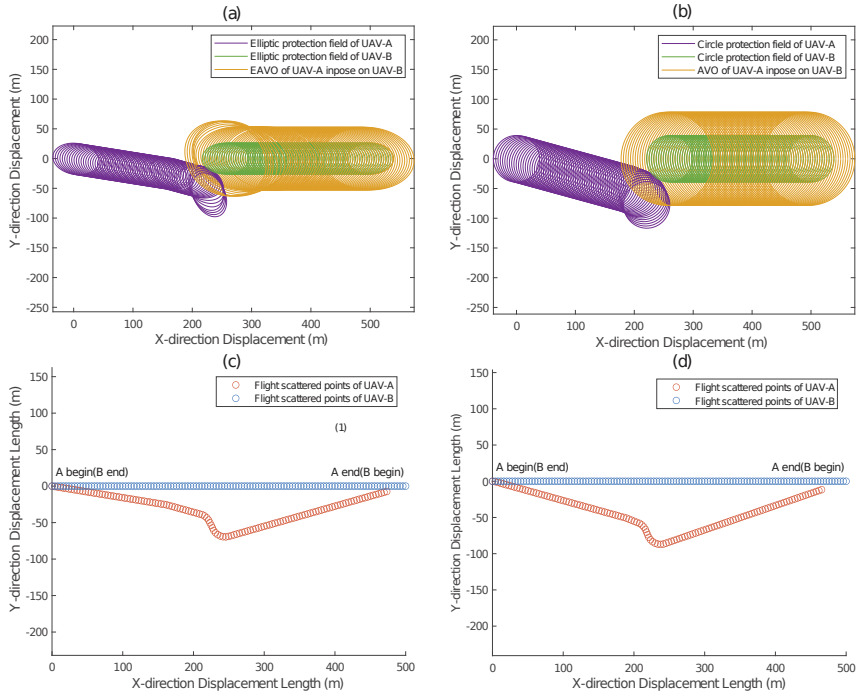 (a)
200
150
100
50
0
-50
-100
-150
-200
-250
0
100
200
300
400
500
Y-direction Displacement (m)
X-direction Displacement (m)
Elliptic protection field of UAV-A
Elliptic protection field of UAV-B
EAVO of UAV-A inpose on UAV-B
(b)
200
150
100
50
0
-50
-100
-150
-200
-250
0
100
200
300
400
500
Y-direction Displacement (m)
X-direction Displacement (m)
Circle protection field of UAV-A
Circle protection field of UAV-B
AVO of UAV-A inpose on UAV-B
(c)
150
100
50
0
-50
-100
-150
-200
0
100
200
300
400
500
Y-direction Displacement Length (m)
X-direction Displacement Length (m)
Flight scattered points of UAV-A
Flight scattered points of UAV-B
(1)
A begin(B end)
A end(B begin)
(d)
150
100
50
0
-50
-100
-150
-200
0
100
200
300
400
500
Y-direction Displacement Length (m)
X-direction Displacement Length (m)
Flight scattered points of UAV-A
Flight scattered points of UAV-B
A begin(B end)
A end(B begin)